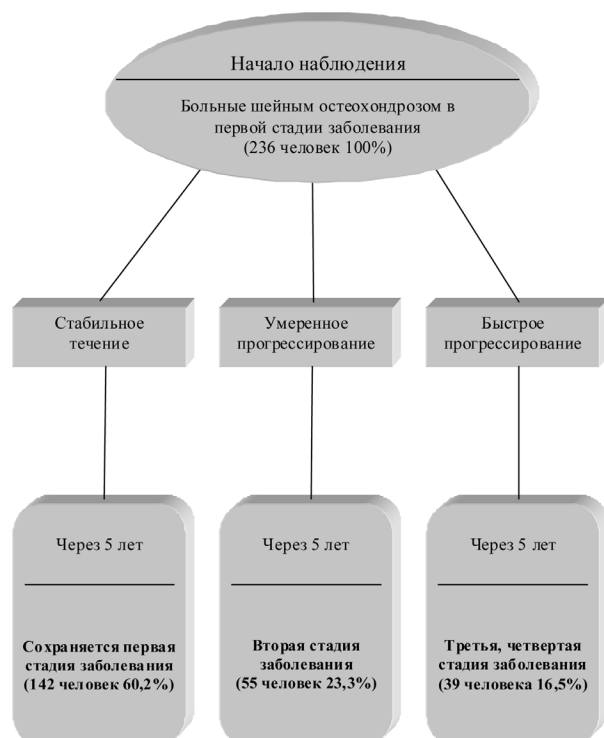 Начало наблюдения
Больные шейным остеохондрозом в
первой стадии заболевания
(236 человек 100%)
Стабильное
течение
Умеренное
прогрессирование
Быстрое
прогрессирование
Через 5 лет
Сохраняется первая
стадия заболевания
(142 человек 60,2%)
Через 5 лет
Вторая стадия
заболевания
(55 человек 23,3%)
Через 5 лет
Третья, четвертая
стадия заболевания
(39 человека 16,5%)